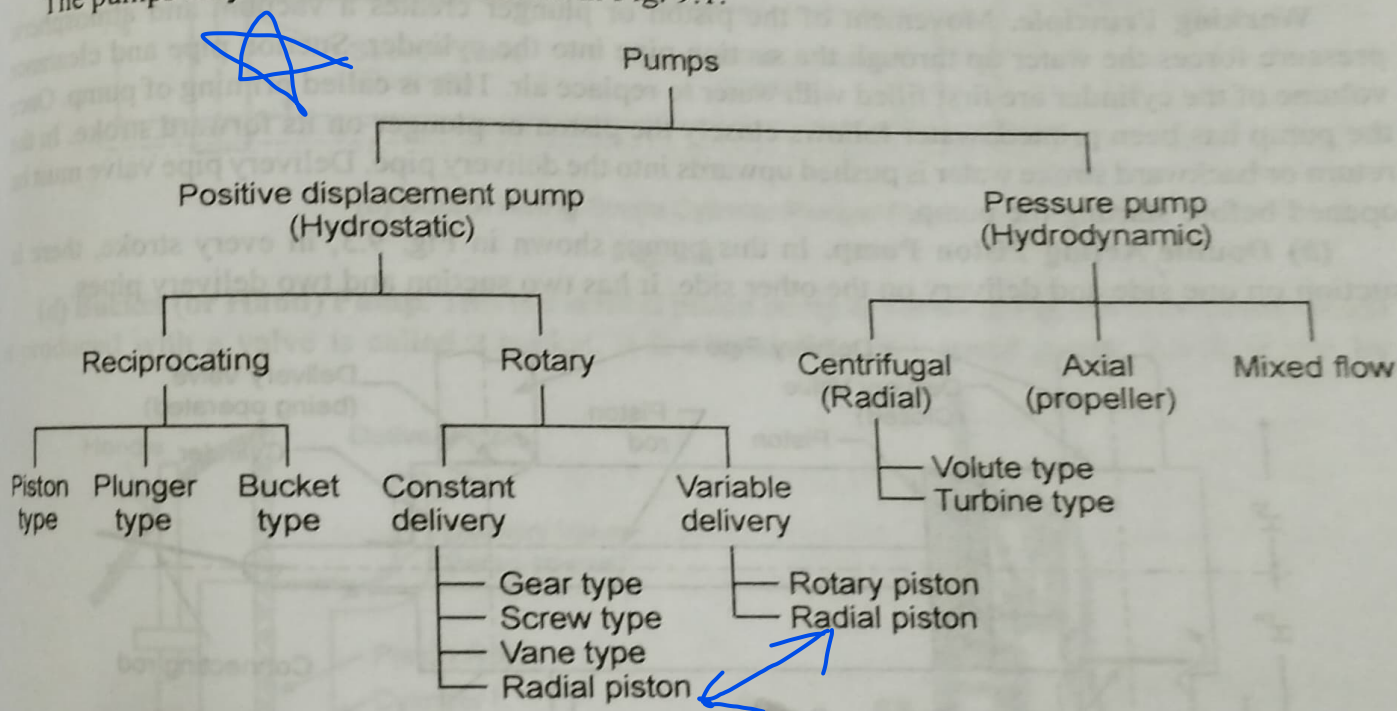 The pump
Pumps
Positive displacement pump
(Hydrostatic)
Pressure pump
(Hydrodynamic)
Reciprocating
Rotary
Centrifugal
(Radial)
Axial
(propeller)
Mixed flow
Piston
type
Plunger
type
Bucket
type
Constant
delivery
Variable
delivery
Volute type
Turbine type
Gear type
Screw type
Vane type
Radial piston
Rotary piston
Radial piston